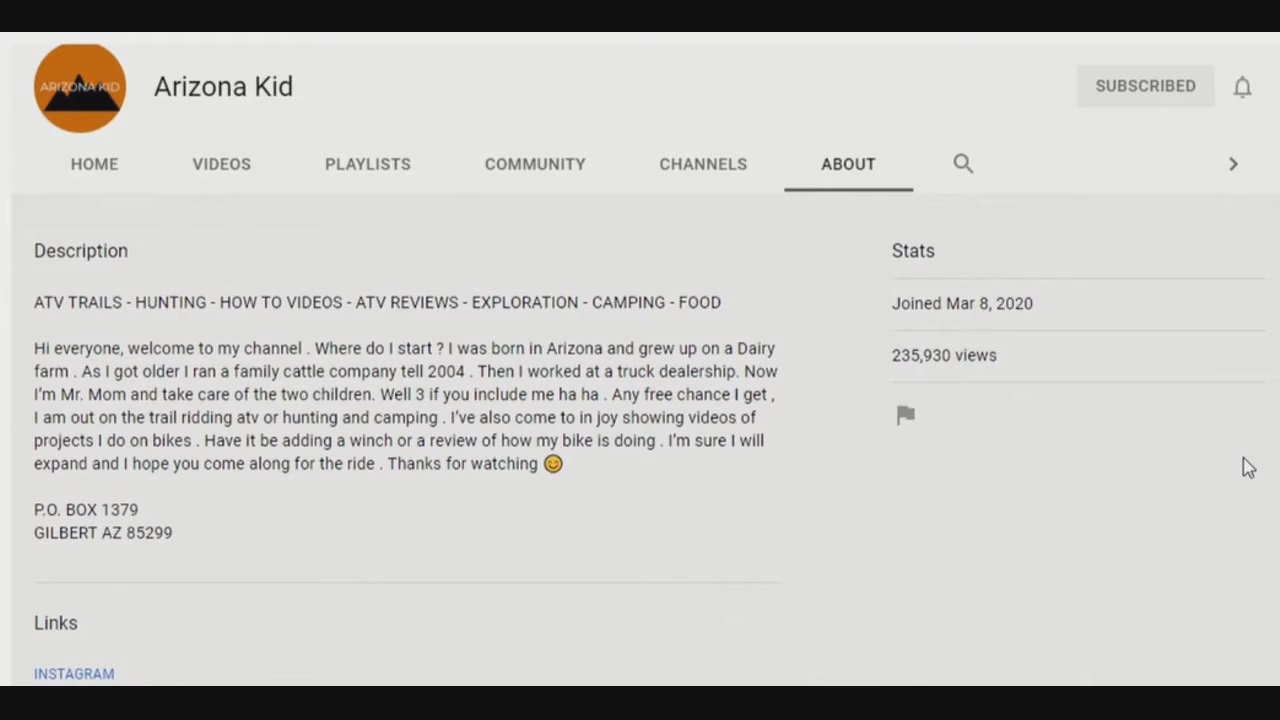 ARIZONA KID
Arizona Kid
SUBSCRIBED
HOME VIDEOS PLAYLISTS COMMUNITY CHANNELS ABOUT
Description
ATV TRAILS - HUNTING - HOW TO VIDEOS - ATV REVIEWS - EXPLORATION - CAMPING - FOOD
Hi everyone, welcome to my channel . Where do I start ? I was born in Arizona and grew up on a Dairy
farm . As I got older I ran a family cattle company tell 2004 . Then I worked at a truck dealership. Now
I'm Mr. Mom and take care of the two children. Well 3 if you include me ha ha . Any free chance I get ,
I am out on the trail ridding atv or hunting and camping . I've also come to in joy showing videos of
projects I do on bikes . Have it be adding a winch or a review of how my bike is doing . I'm sure I will
expand and I hope you come along for the ride . Thanks for watching 😊
P.O. BOX 1379
GILBERT AZ 85299
Links
INSTAGRAM
Stats
Joined Mar 8, 2020
235,930 views